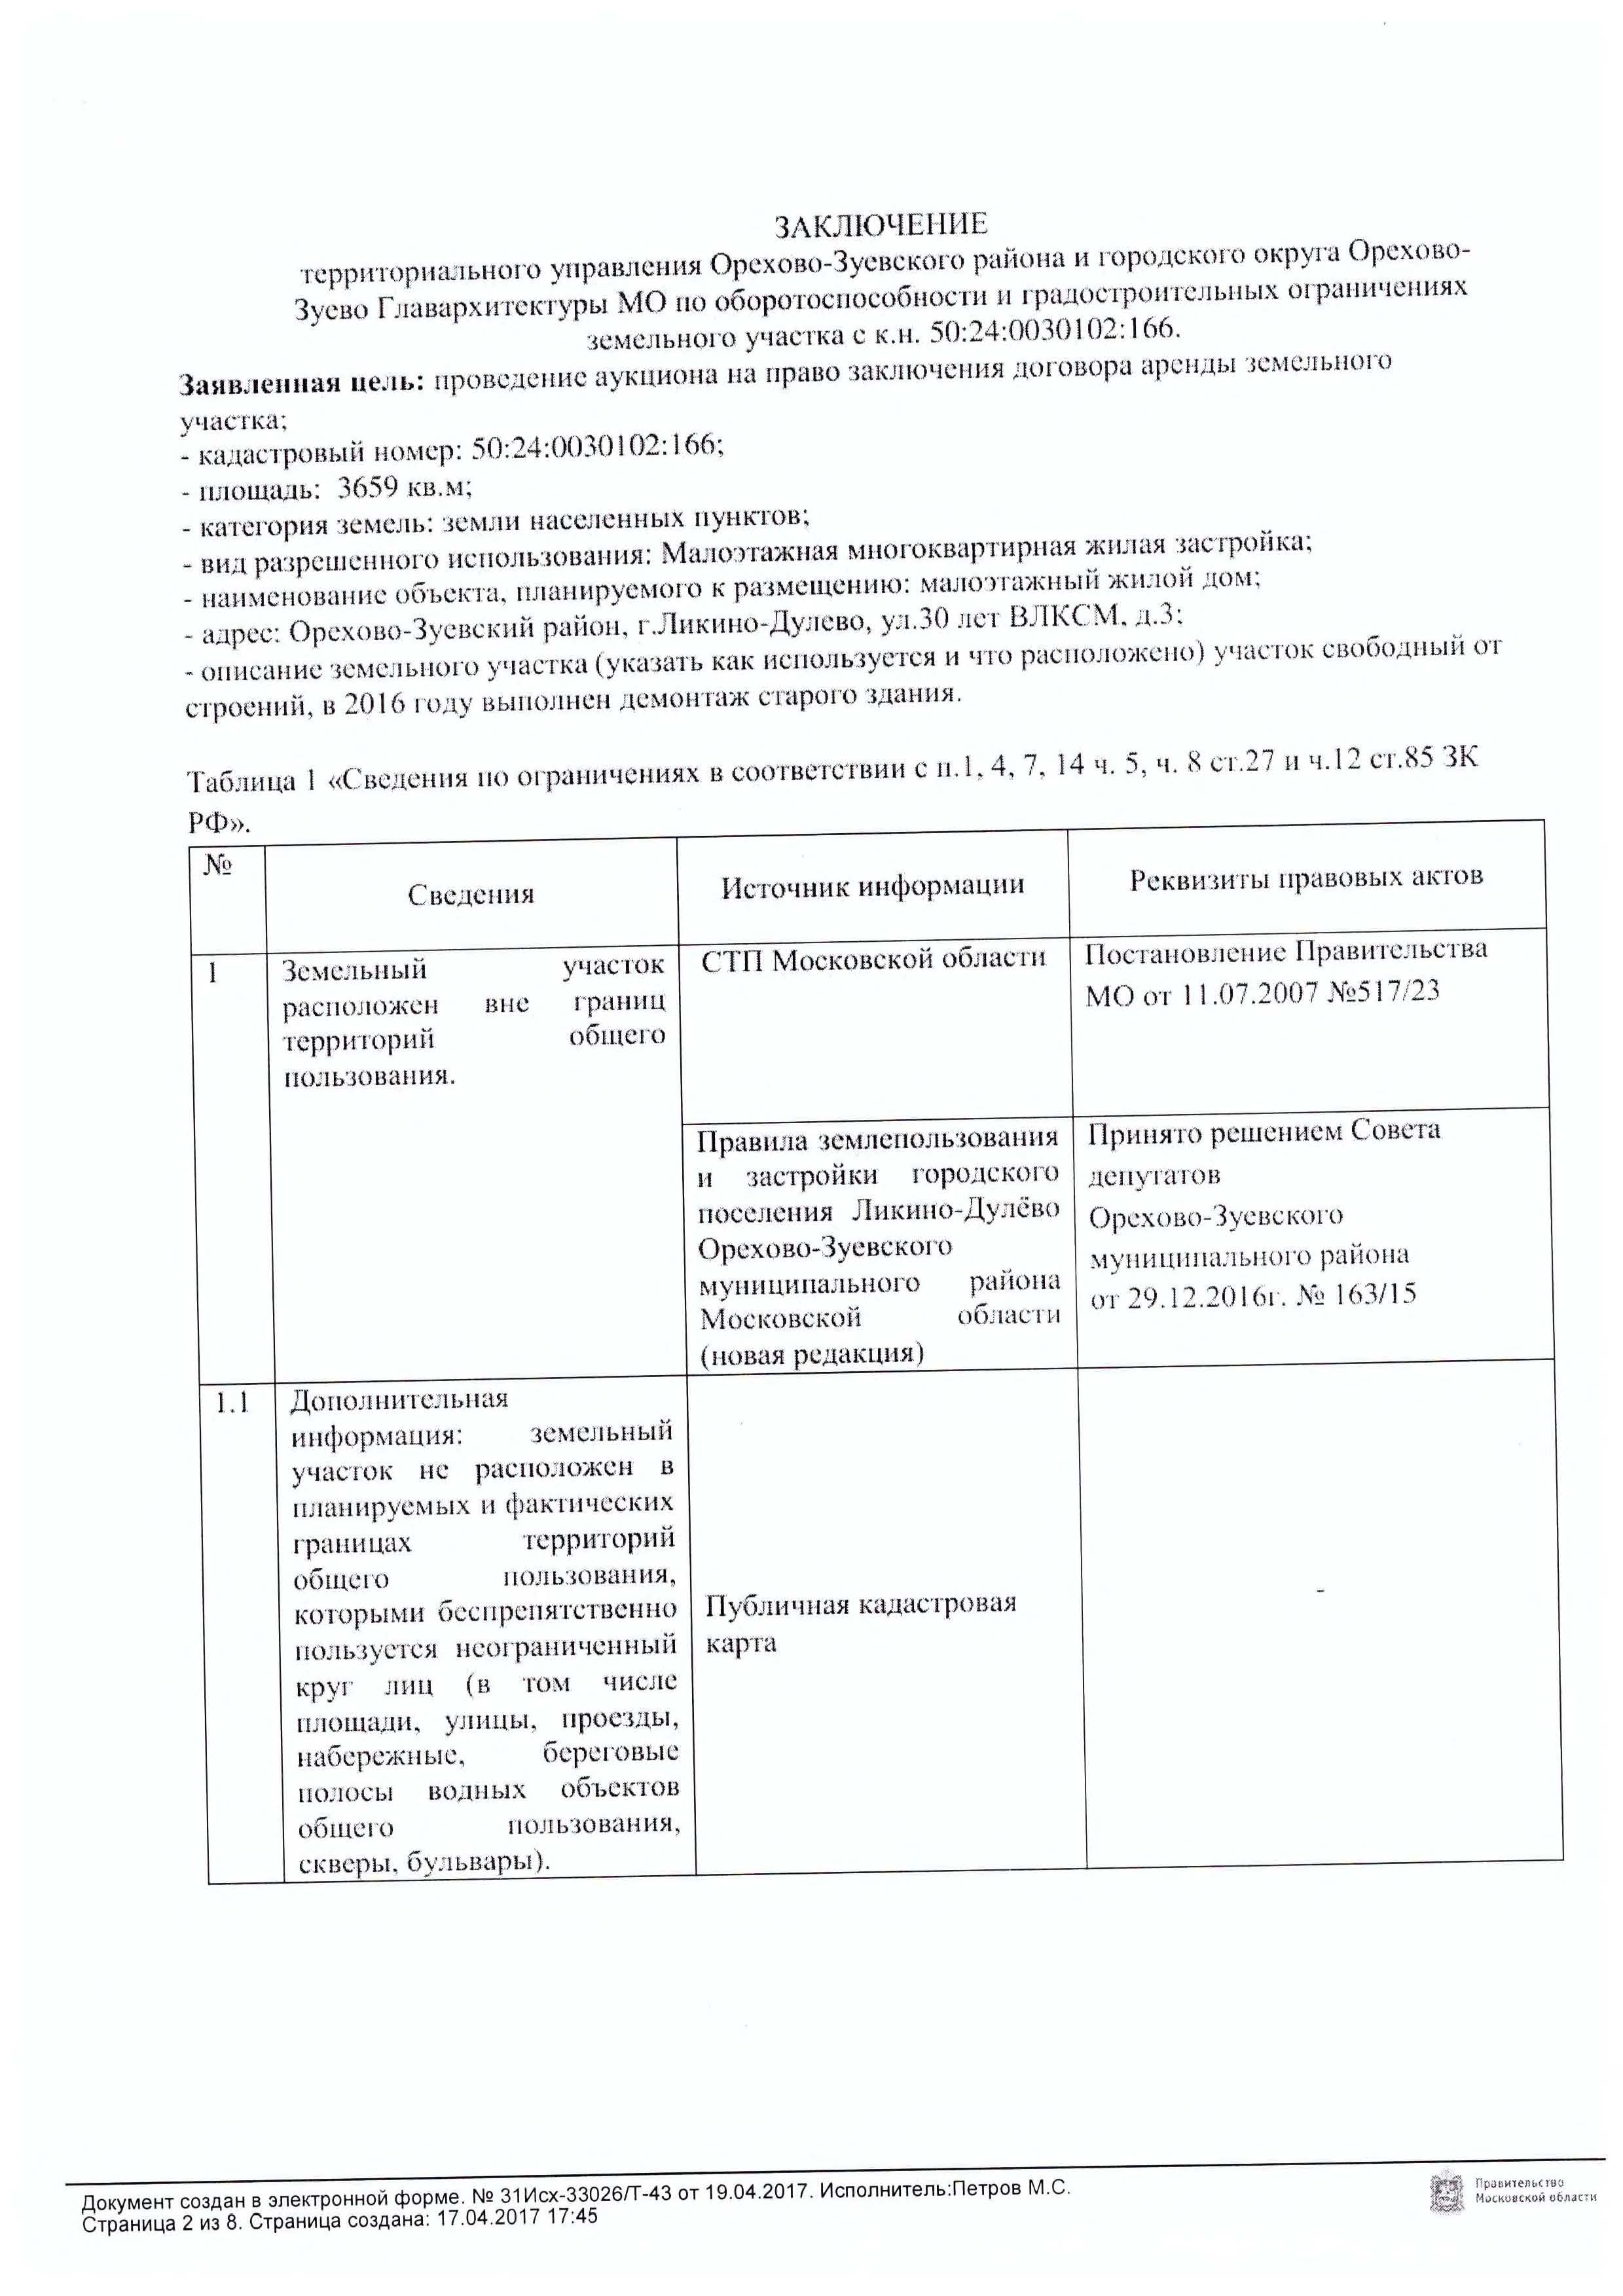 ЗАКЛЮЧЕНИЕ
территориального управления Орехово-Зуевского района и городского округа Орехово-
Зуево Главархитектуры МО по оборотоспособности и градостроительных ограничениях
земельного участка с к.н. 50:24:0030102:166.
Заявленная цель: проведение аукциона на право заключения договора аренды земельного
участка;
- кадастровый номер: 50:24:0030102:166;
- площадь: 3659 кв.м;
- категория земель: земли населенных пунктов;
- вид разрешенного использования: Малоэтажная многоквартирная жилая застройка;
- наименование объекта, планируемого к размещению: малоэтажный жилой дом;
- адрес: Орехово-Зуевский район, г.Ликино-Дулево, ул.30 лет ВЛКСМ, д.3;
- описание земельного участка (указать как используется и что расположено) участок свободный от
строений, в 2016 году выполнен демонтаж старого здания.
Таблица 1 «Сведения по ограничениях в соответствии с п.1, 4, 7, 14 ч. 5, ч. 8 ст.27 и ч.12 ст.85 ЗК
РФ».
№
Сведения
Источник информации
Реквизиты правовых актов
1
Земельный участок
расположен вне границ
территорий общего
пользования.
СТП Московской области
Постановление Правительства
МО от 11.07.2007 №517/23
Правила землепользования
и застройки городского
поселения Ликино-Дулёво
Орехово-Зуевского
муниципального района
Московской области
(новая редакция)
Принято решением Совета
депутатов
Орехово-Зуевского
муниципального района
от 29.12.2016г. № 163/15
1.1
Дополнительная
информация: земельный
участок не расположен в
планируемых и фактических
границах территорий
общего пользования,
которыми беспрепятственно
пользуется неограниченный
круг лиц (в том числе
площади, улицы, проезды,
набережные, береговые
полосы водных объектов
общего пользования,
скверы, бульвары).
Публичная кадастровая
карта
-
Документ создан в электронной форме. № 31Исх-33026/Т-43 от 19.04.2017. Исполнитель:Петров М.С.
Страница 2 из 8. Страница создана: 17.04.2017 17:45
Правительство
Московской области